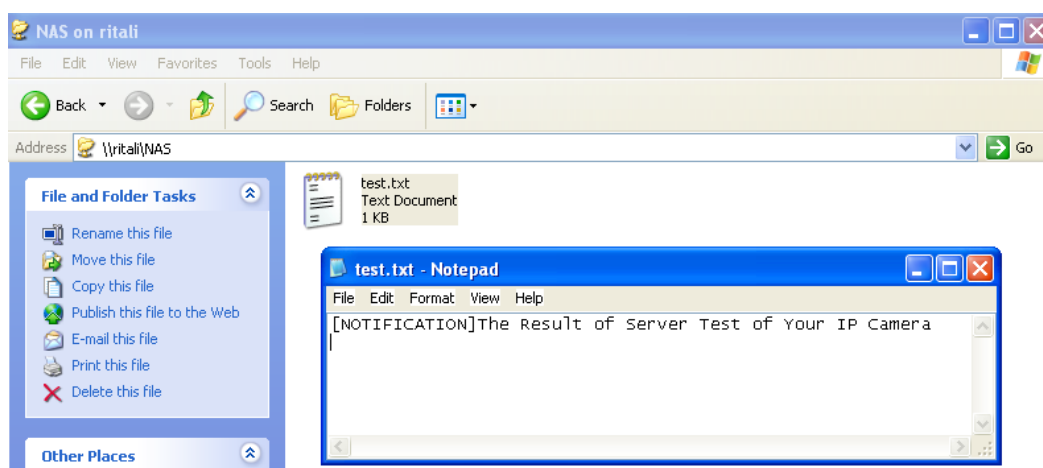 NAS on ritali
File Edit View Favorites Tools Help
Back Search Folders
Address \\ritali\NAS Go
File and Folder Tasks
Rename this file
Move this file
Copy this file
Publish this file to the Web
E-mail this file
Print this file
Delete this file
Other Places
test.txt
Text Document
1 KB
test.txt - Notepad
File Edit Format View Help
[NOTIFICATION]The Result of Server Test of Your IP Camera